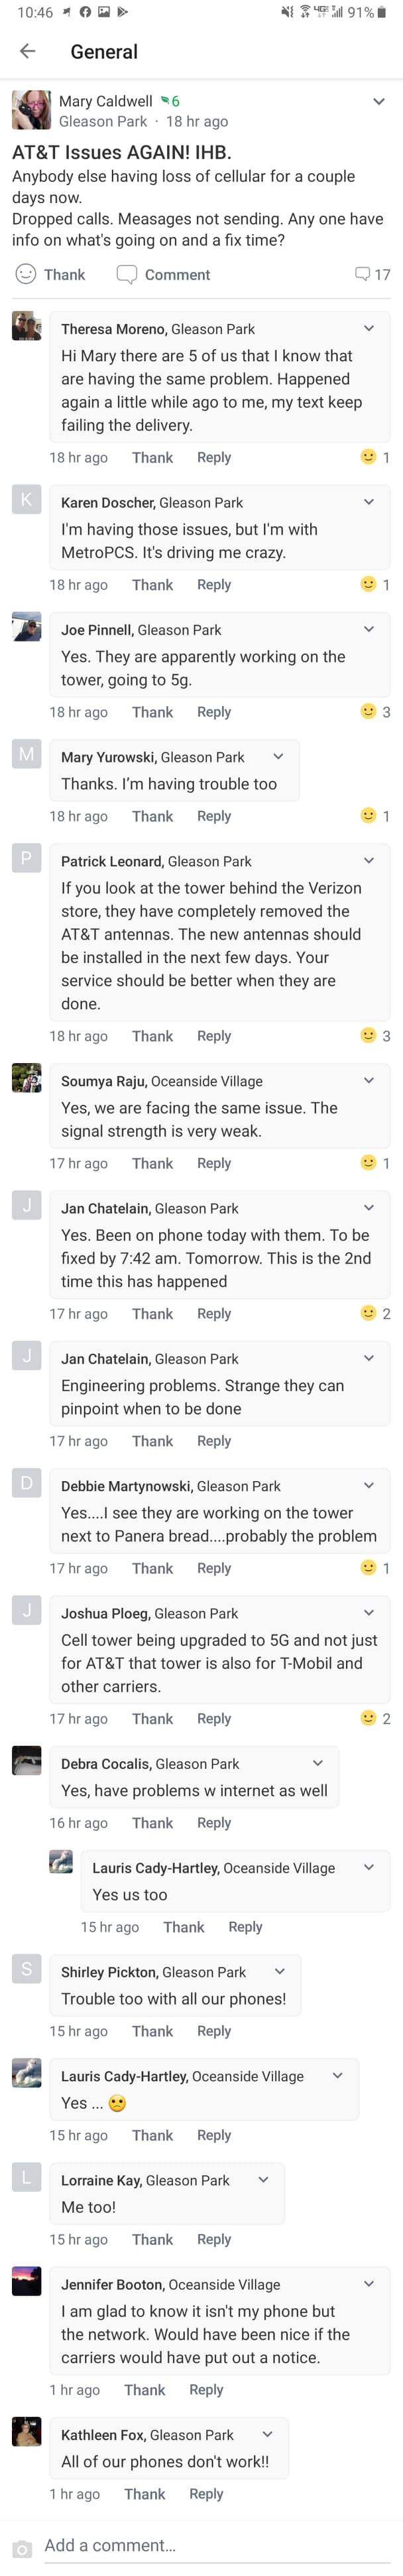 10:46 91%
General
Mary Caldwell 6
Gleason Park · 18 hr ago
AT&T Issues AGAIN! IHB.
Anybody else having loss of cellular for a couple
days now.
Dropped calls. Measages not sending. Any one have
info on what's going on and a fix time?
Thank Comment 17
Theresa Moreno, Gleason Park
Hi Mary there are 5 of us that I know that
are having the same problem. Happened
again a little while ago to me, my text keep
failing the delivery.
18 hr ago Thank Reply 1
K
Karen Doscher, Gleason Park
I'm having those issues, but I'm with
MetroPCS. It's driving me crazy.
18 hr ago Thank Reply 1
Joe Pinnell, Gleason Park
Yes. They are apparently working on the
tower, going to 5g.
18 hr ago Thank Reply 3
M
Mary Yurowski, Gleason Park
Thanks. I’m having trouble too
18 hr ago Thank Reply 1
P
Patrick Leonard, Gleason Park
If you look at the tower behind the Verizon
store, they have completely removed the
AT&T antennas. The new antennas should
be installed in the next few days. Your
service should be better when they are
done.
18 hr ago Thank Reply 3
Soumya Raju, Oceanside Village
Yes, we are facing the same issue. The
signal strength is very weak.
17 hr ago Thank Reply 1
J
Jan Chatelain, Gleason Park
Yes. Been on phone today with them. To be
fixed by 7:42 am. Tomorrow. This is the 2nd
time this has happened
17 hr ago Thank Reply 2
J
Jan Chatelain, Gleason Park
Engineering problems. Strange they can
pinpoint when to be done
17 hr ago Thank Reply
D
Debbie Martynowski, Gleason Park
Yes....I see they are working on the tower
next to Panera bread....probably the problem
17 hr ago Thank Reply 1
J
Joshua Ploeg, Gleason Park
Cell tower being upgraded to 5G and not just
for AT&T that tower is also for T-Mobil and
other carriers.
17 hr ago Thank Reply 2
Debra Cocalis, Gleason Park
Yes, have problems w internet as well
16 hr ago Thank Reply
Lauris Cady-Hartley, Oceanside Village
Yes us too
15 hr ago Thank Reply
S
Shirley Pickton, Gleason Park
Trouble too with all our phones!
15 hr ago Thank Reply
Lauris Cady-Hartley, Oceanside Village
Yes ... 😕
15 hr ago Thank Reply
L
Lorraine Kay, Gleason Park
Me too!
15 hr ago Thank Reply
Jennifer Booton, Oceanside Village
I am glad to know it isn't my phone but
the network. Would have been nice if the
carriers would have put out a notice.
1 hr ago Thank Reply
Kathleen Fox, Gleason Park
All of our phones don't work!!
1 hr ago Thank Reply
Add a comment...